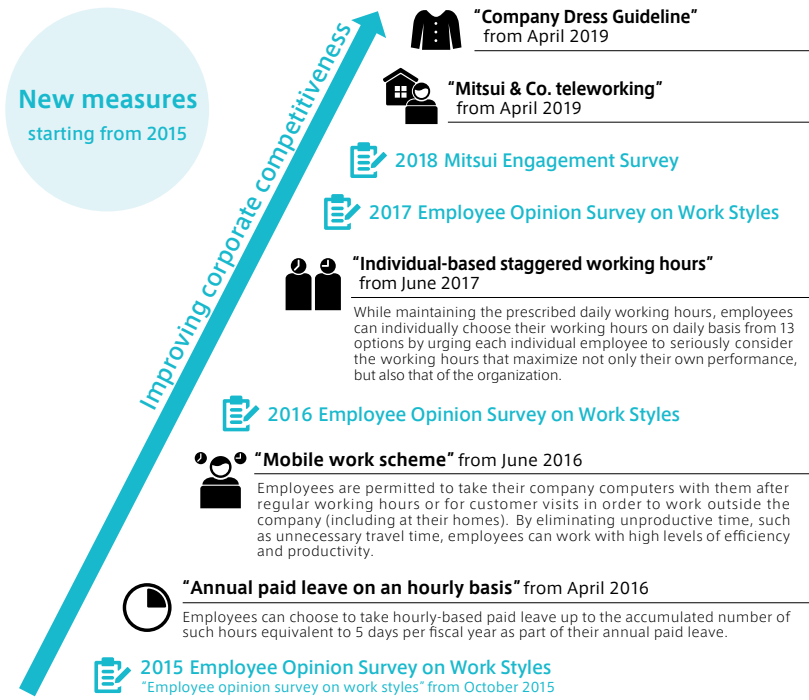 New measures
starting from 2015
Improving corporate competitiveness
“Company Dress Guideline”
from April 2019
“Mitsui & Co. teleworking”
from April 2019
2018 Mitsui Engagement Survey
2017 Employee Opinion Survey on Work Styles
“Individual-based staggered working hours”
from June 2017
While maintaining the prescribed daily working hours, employees
can individually choose their working hours on daily basis from 13
options by urging each individual employee to seriously consider
the working hours that maximize not only their own performance,
but also that of the organization.
2016 Employee Opinion Survey on Work Styles
“Mobile work scheme” from June 2016
Employees are permitted to take their company computers with them after
regular working hours or for customer visits in order to work outside the
company (including at their homes). By eliminating unproductive time, such
as unnecessary travel time, employees can work with high levels of efficiency
and productivity.
“Annual paid leave on an hourly basis” from April 2016
Employees can choose to take hourly-based paid leave up to the accumulated number of
such hours equivalent to 5 days per fiscal year as part of their annual paid leave.
2015 Employee Opinion Survey on Work Styles
“Employee opinion survey on work styles” from October 2015